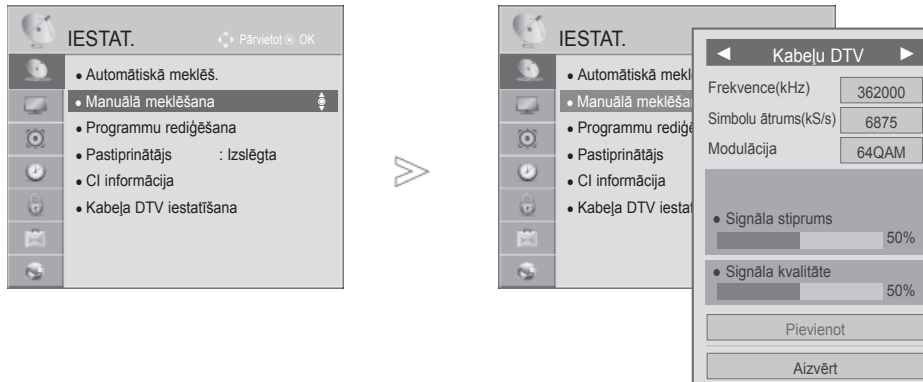 IESTAT.
Pārvietot OK
• Automātiskā meklēš.
• Manuālā meklēšana
• Programmu rediģēšana
• Pastiprinātājs : Izslēgta
• CI informācija
• Kabeļa DTV iestatīšana
IESTAT.
• Automātiskā mekl
• Manuālā meklēša
• Programmu rediģē
• Pastiprinātājs
• CI informācija
• Kabeļa DTV iestat
◄ Kabeļu DTV ►
Frekvence(kHz) 362000
Simbolu ātrums(kS/s) 6875
Modulācija 64QAM
• Signāla stiprums
50%
• Signāla kvalitāte
50%
Pievienot
Aizvērt